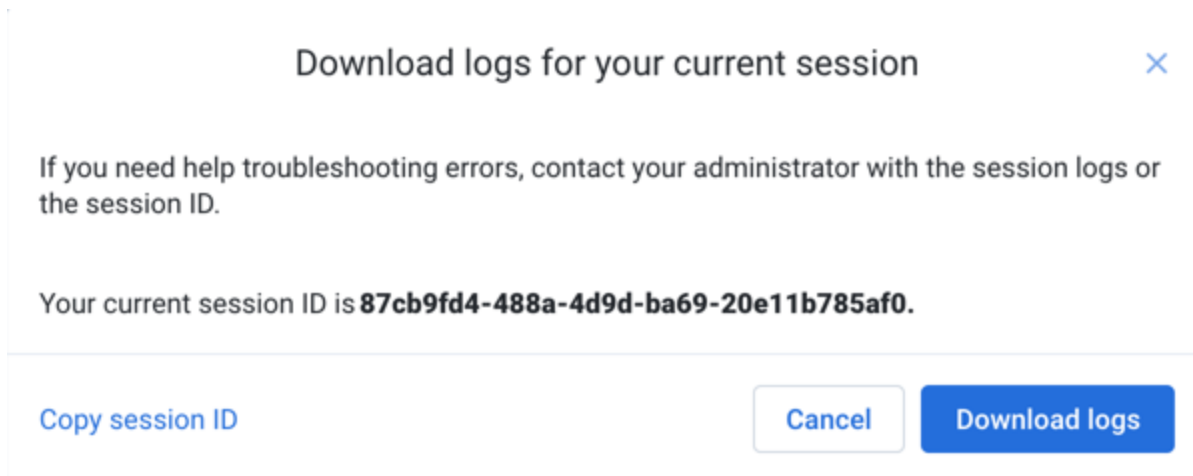 Download logs for your current session
If you need help troubleshooting errors, contact your administrator with the session logs or
the session ID.
Your current session ID is 87cb9fd4-488a-4d9d-ba69-20e11b785af0.
Copy session ID
Cancel
Download logs